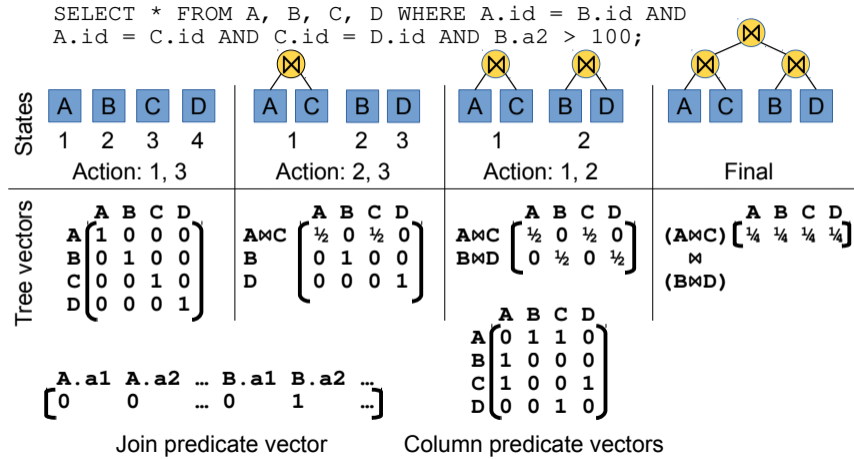 SELECT * FROM A, B, C, D WHERE A.id = B.id AND
A.id = C.id AND C.id = D.id AND B.a2 > 100;
⋈
⋈ ⋈ ⋈ ⋈ ⋈
States
A B C D
1 2 3 4
Action: 1, 3
A C B D
1 2 3
Action: 2, 3
A C B D
1 2
Action: 1, 2
A C B D
Final
Tree vectors
A B C D
A 1 0 0 0
B 0 1 0 0
C 0 0 1 0
D 0 0 0 1
A B C D
A⋈C ½ 0 ½ 0
B 0 1 0 0
D 0 0 0 1
A B C D
A⋈C ½ 0 ½ 0
B⋈D 0 ½ 0 ½
A B C D
(A⋈C) ¼ ¼ ¼ ¼
⋈
(B⋈D)
A.a1 A.a2 … B.a1 B.a2 …
0 0 … 0 1 …
Join predicate vector
A B C D
A 0 1 1 0
B 1 0 0 0
C 1 0 0 1
D 0 0 1 0
Column predicate vectors